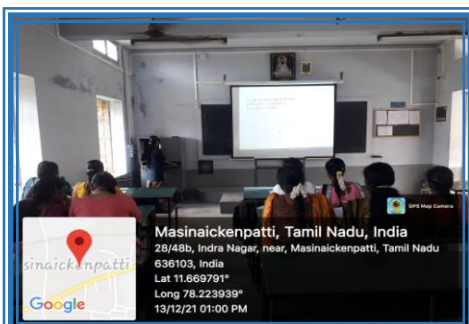 GPS Map Camera
sinaickenpatti
Google
Masinaickenpatti, Tamil Nadu, India
28/48b, Indra Nagar, near, Masinaickenpatti, Tamil Nadu
636103, India
Lat 11.669791°
Long 78.223939°
13/12/21 01:00 PM